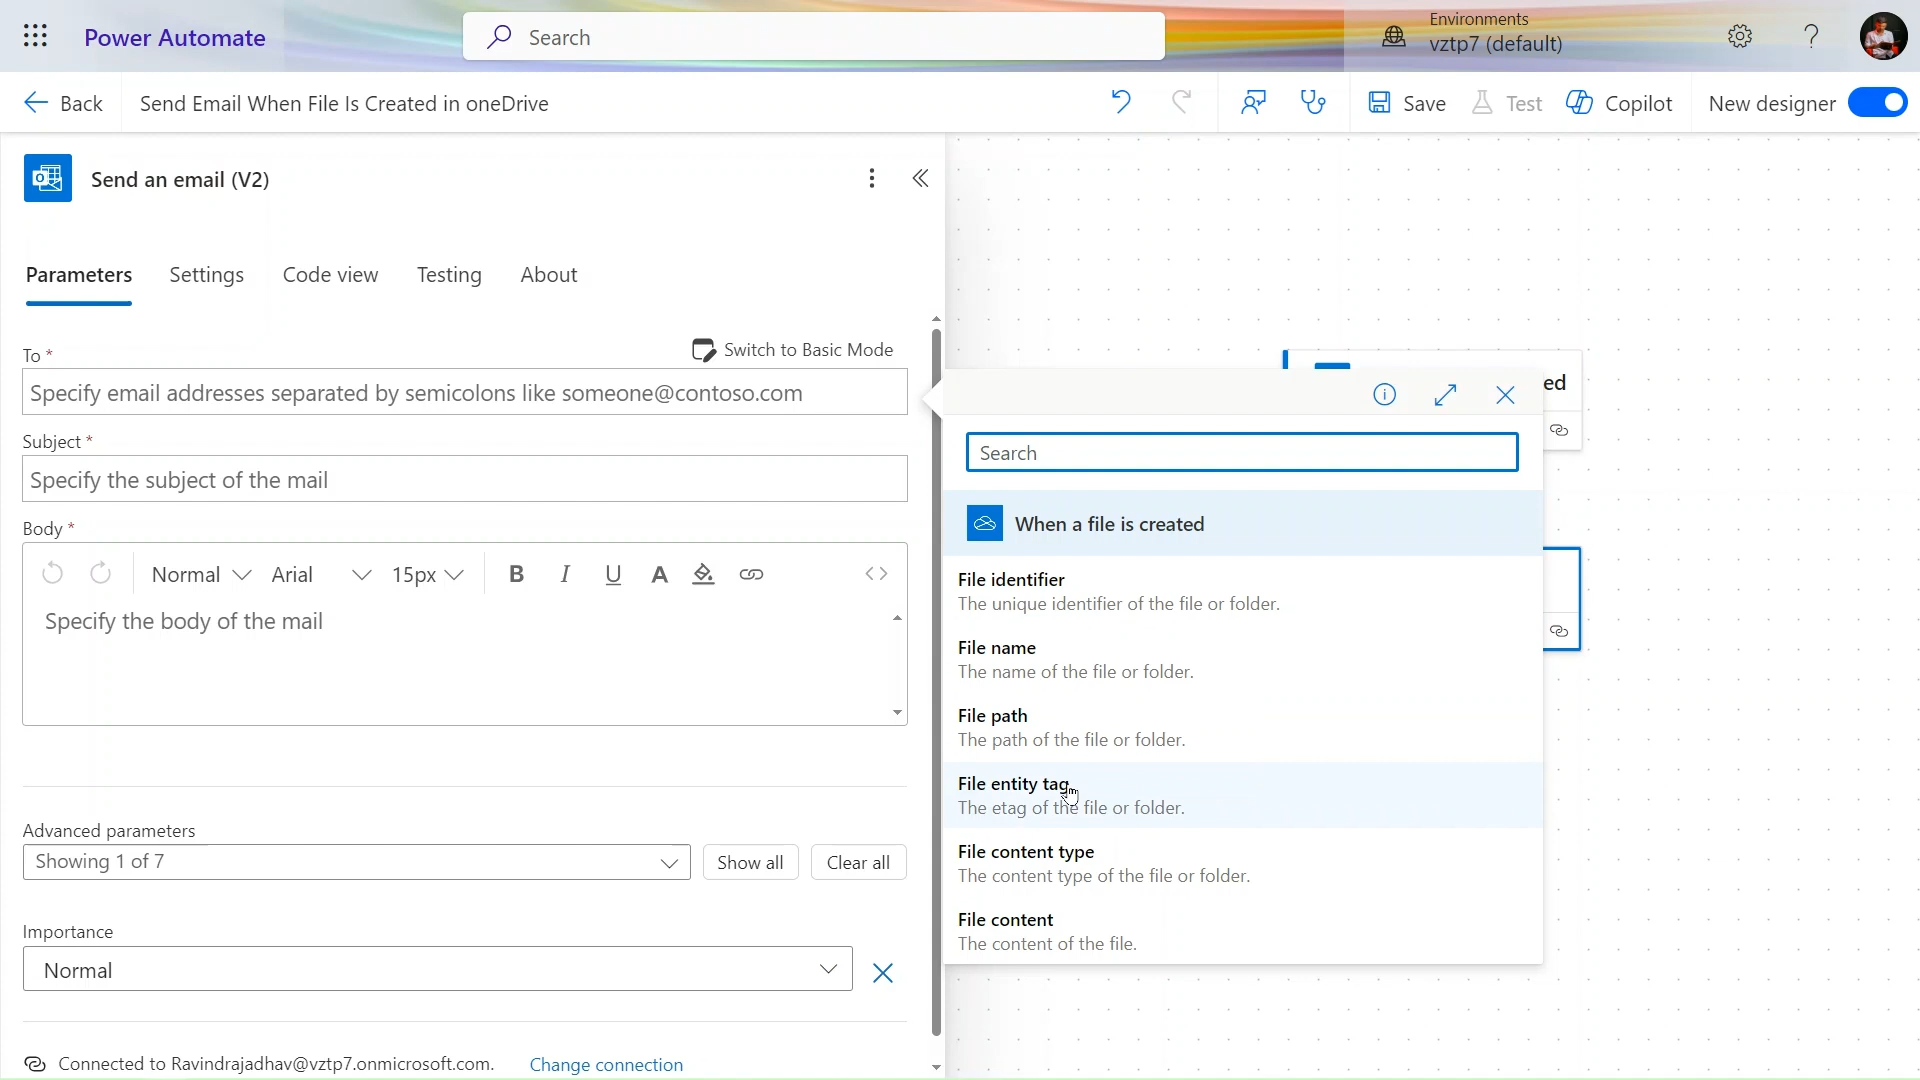 Power Automate
Search
Environments
vztp7 (default)
Back
Send Email When File Is Created in oneDrive
Save
Test
Copilot
New designer
Send an email (V2)
Parameters
Settings
Code view
Testing
About
To *
Switch to Basic Mode
Specify email addresses separated by semicolons like someone@contoso.com
Subject *
Specify the subject of the mail
Body *
Normal
Arial
15px
B
I
U
A
Specify the body of the mail
Advanced parameters
Showing 1 of 7
Show all
Clear all
Importance
Normal
Connected to Ravindrajadhav@vztp7.onmicrosoft.com.
Change connection
ed
Search
When a file is created
File identifier
The unique identifier of the file or folder.
File name
The name of the file or folder.
File path
The path of the file or folder.
File entity tag
The etag of the file or folder.
File content type
The content type of the file or folder.
File content
The content of the file.